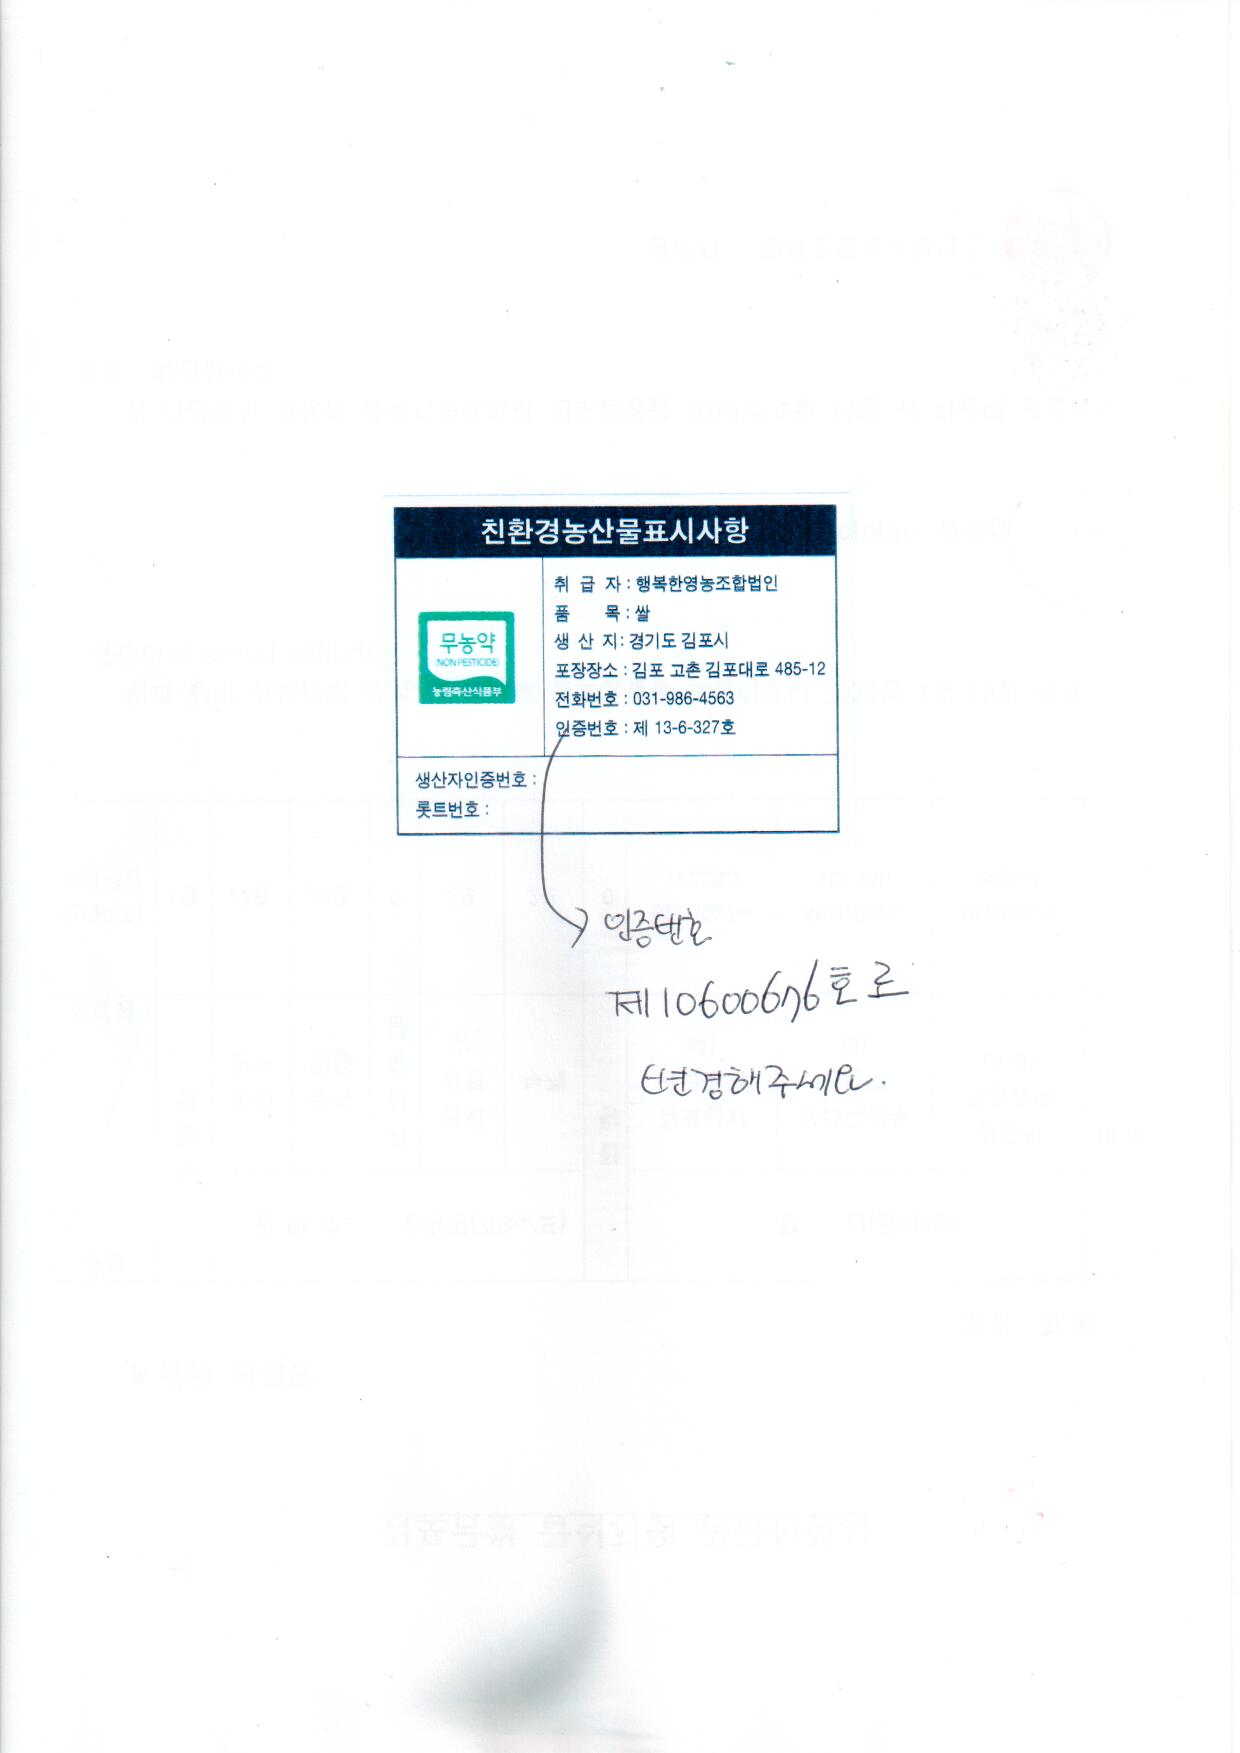 친환경농산물표시사항
무농약
(NON PESTICIDE)
농림축산식품부
취 급 자 : 행복한영농조합법인
품 목 : 쌀
생 산 지 : 경기도 김포시
포장장소 : 김포 고촌 김포대로 485-12
전화번호 : 031-986-4563
인증번호 : 제 13-6-327호
생산자인증번호 :
롯트번호 :
인증번호
제10600676호로
변경해주세요.